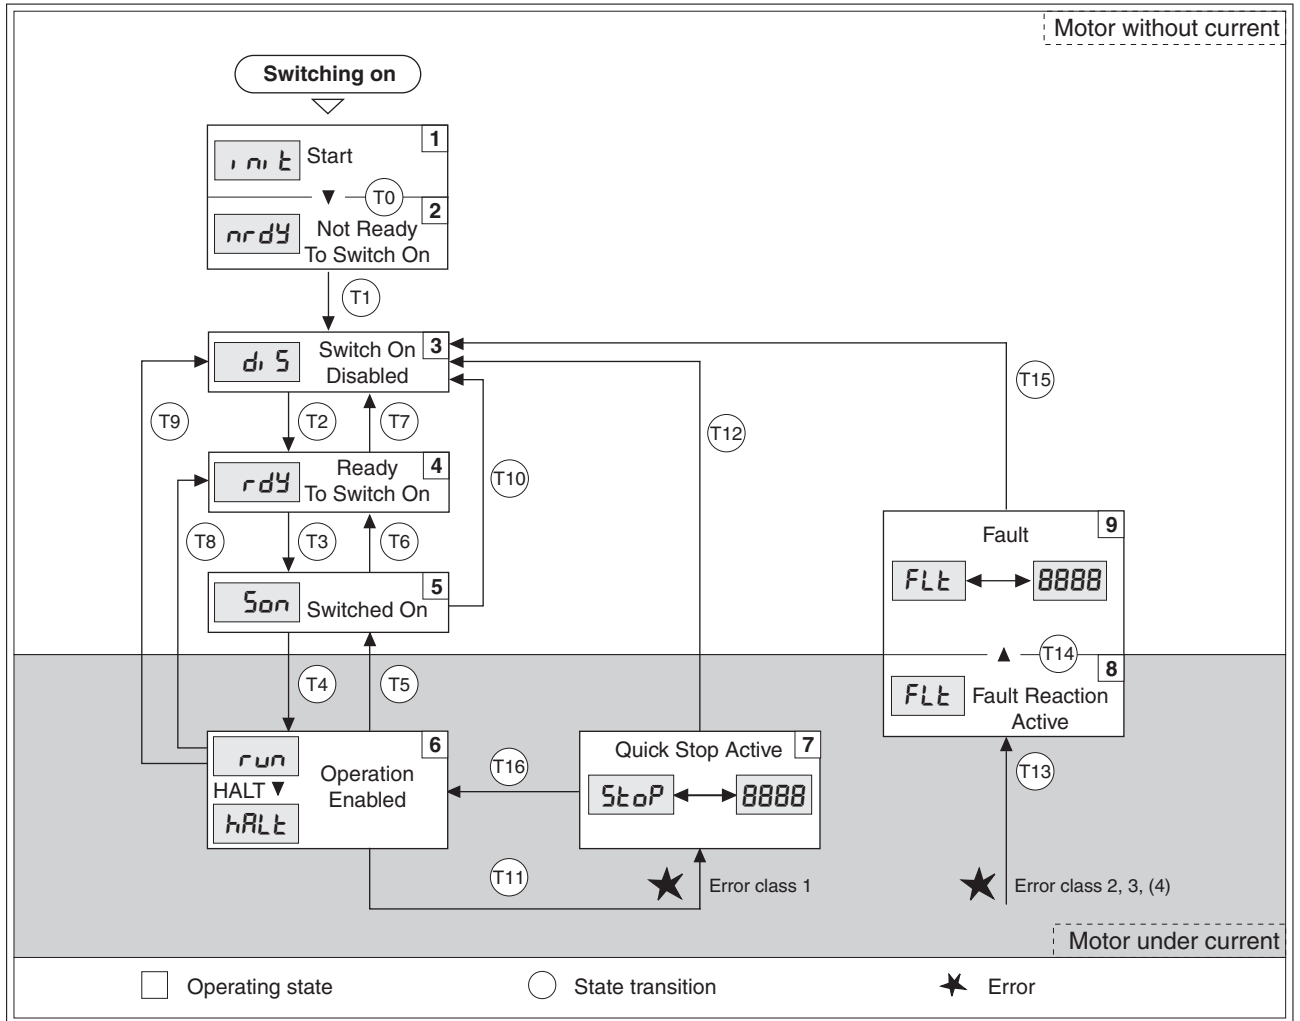 Motor without current
Switching on
1
init Start
T0
2
nrdY Not Ready
To Switch On
T1
3
diS Switch On
Disabled
T15
T9
T2
T7
T12
4
rdY Ready
To Switch On
T10
T8
T3
T6
9
Fault
FLt 8888
5
Son Switched On
T14
8
FLt Fault Reaction
Active
T4
T5
6
run
HALT
hALt
Operation
Enabled
T16
Quick Stop Active 7
StoP 8888
T13
T11
Error class 1
Error class 2, 3, (4)
Motor under current
Operating state
State transition
Error